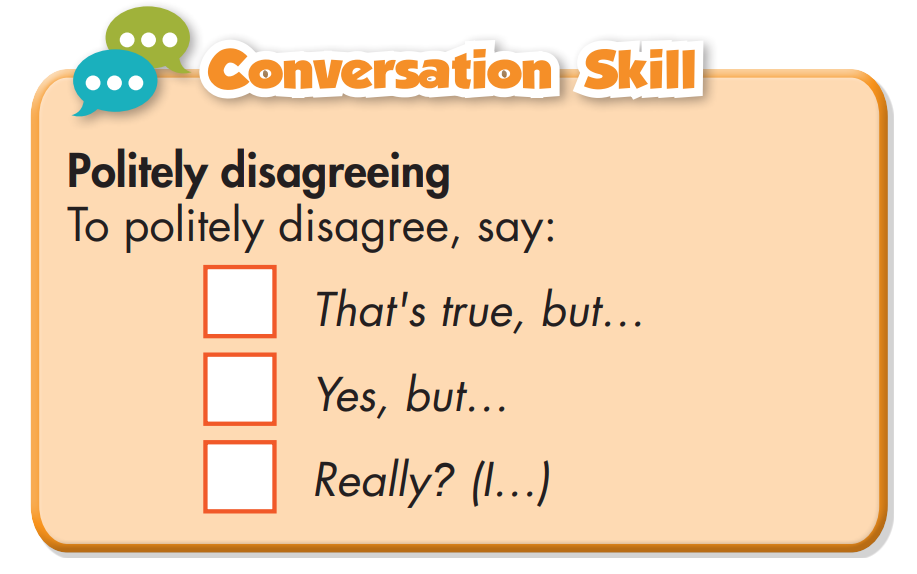 Conversation Skill
Politely disagreeing
To politely disagree, say:
That's true, but...
Yes, but...
Really? (I...)